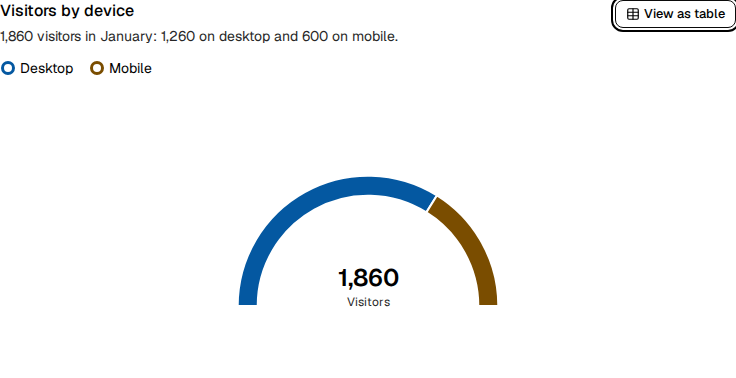 Visitors by device
View as table
1,860 visitors in January: 1,260 on desktop and 600 on mobile.
Desktop
Mobile
1,860
Visitors